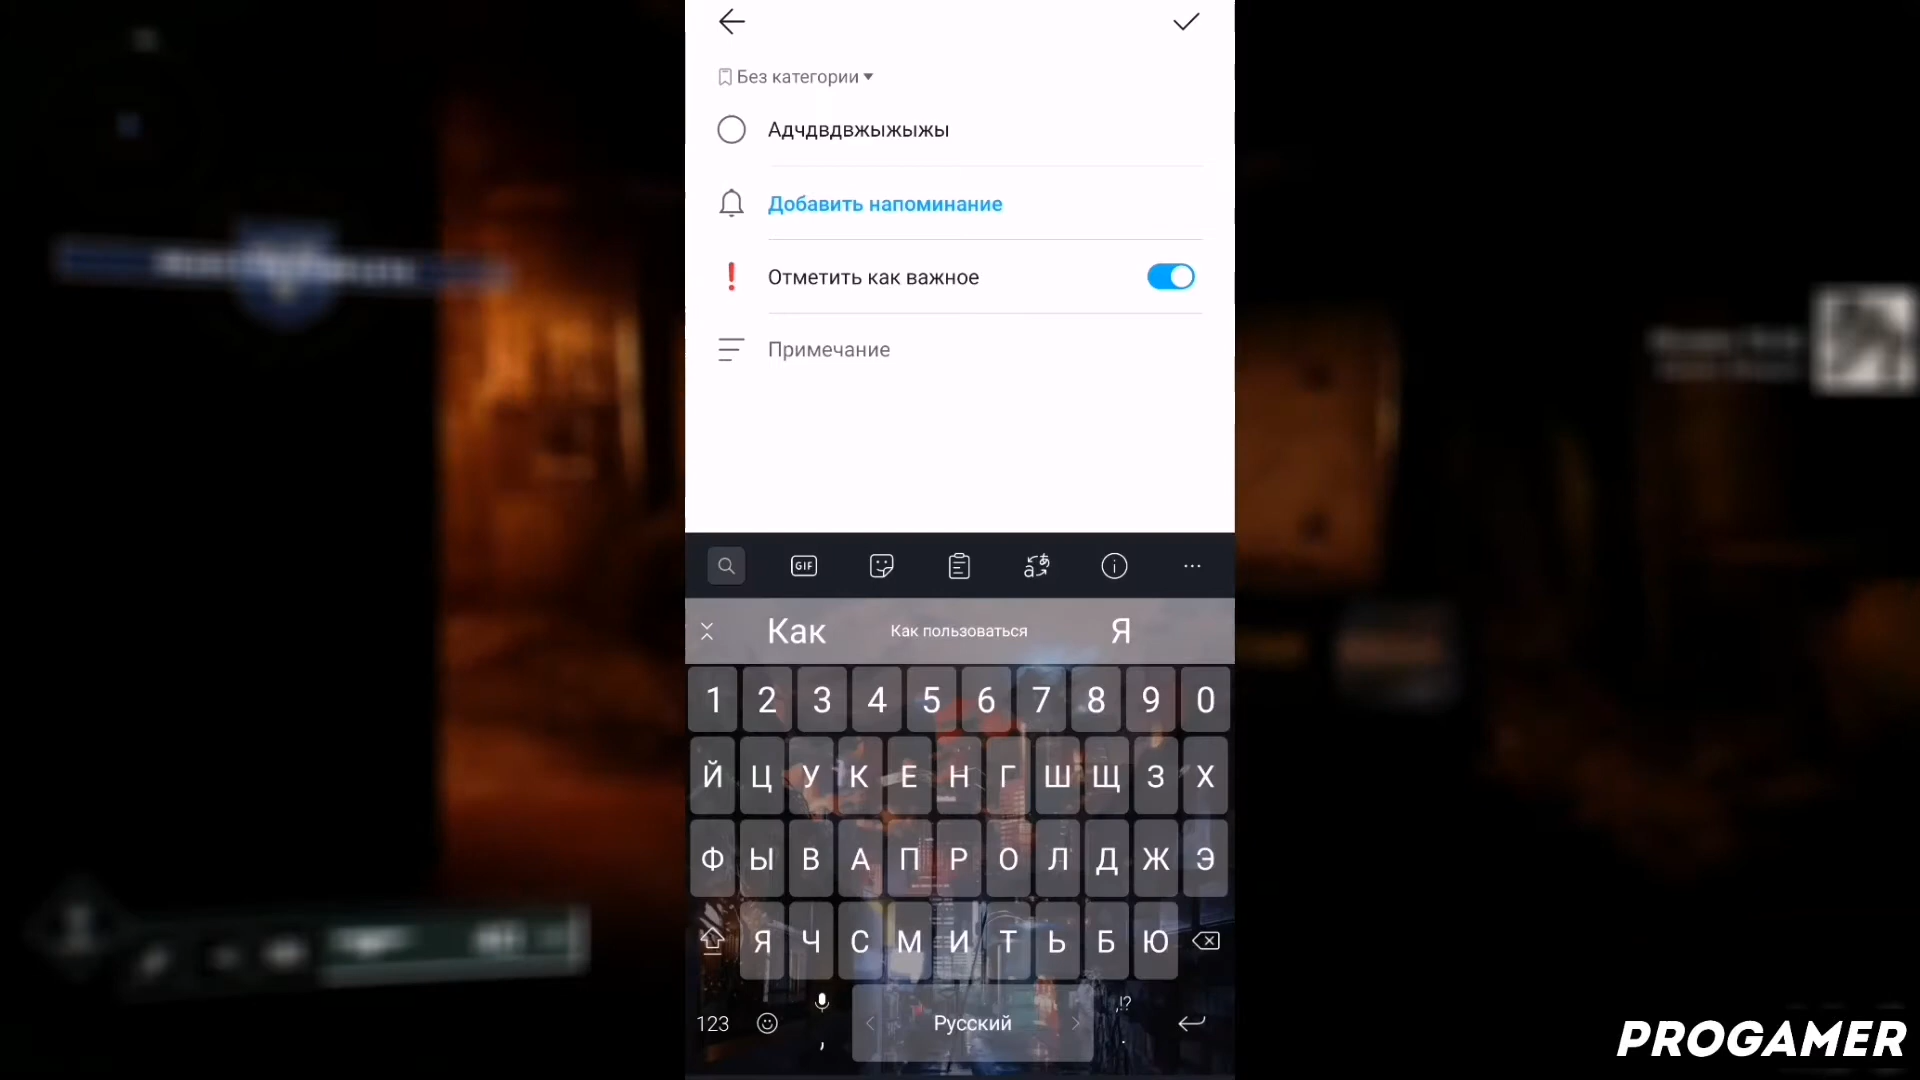 Без категории
Адчдвдвжыжыжы
Добавить напоминание
Отметить как важное
Примечание
GIF
Как Как пользоваться Я
1 2 3 4 5 6 7 8 9 0
Й Ц У К Е Н Г Ш Щ З Х
Ф Ы В А П Р О Л Д Ж Э
Я Ч С М И Т Ь Б Ю
123 , Русский ,!? .
PROGAMER